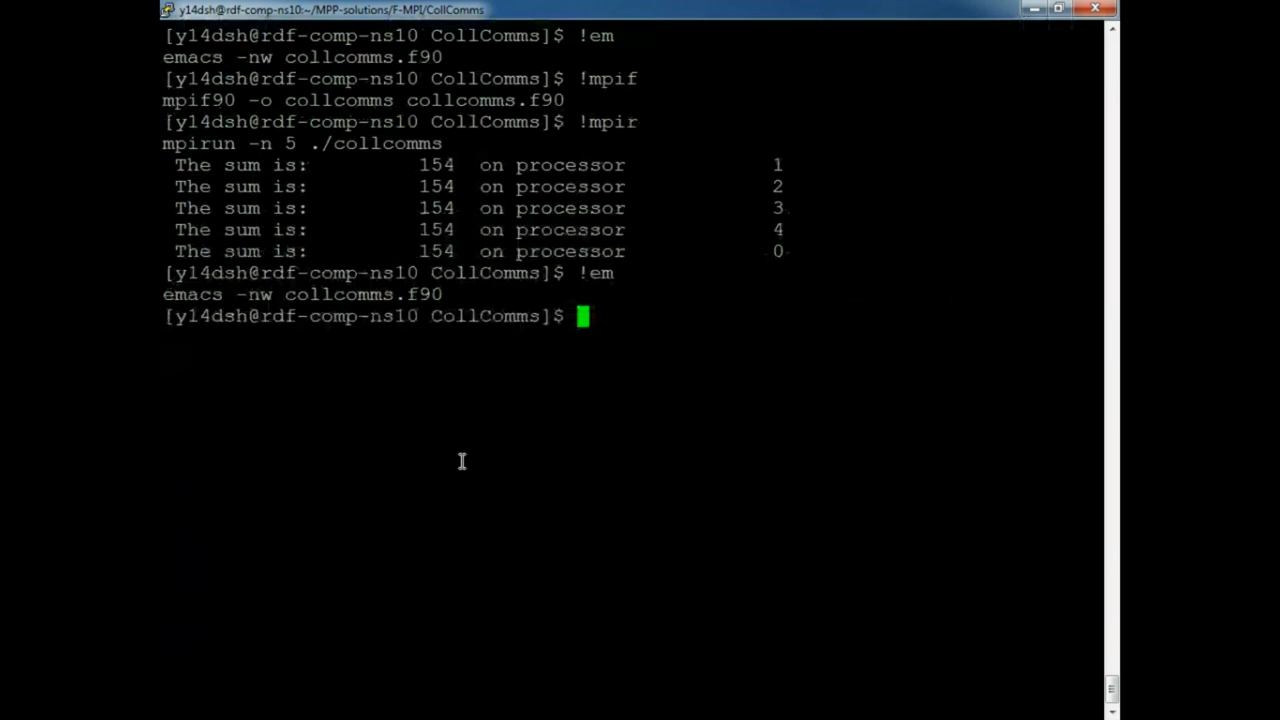 y14dsh@rdf-comp-ns10:~/MPP-solutions/F-MPI/CollComms
[y14dsh@rdf-comp-ns10 CollComms]$ !em
emacs -nw collcomms.f90
[y14dsh@rdf-comp-ns10 CollComms]$ !mpif
mpif90 -o collcomms collcomms.f90
[y14dsh@rdf-comp-ns10 CollComms]$ !mpir
mpirun -n 5 ./collcomms
The sum is: 154 on processor 1
The sum is: 154 on processor 2
The sum is: 154 on processor 3
The sum is: 154 on processor 4
The sum is: 154 on processor 0
[y14dsh@rdf-comp-ns10 CollComms]$ !em
emacs -nw collcomms.f90
[y14dsh@rdf-comp-ns10 CollComms]$